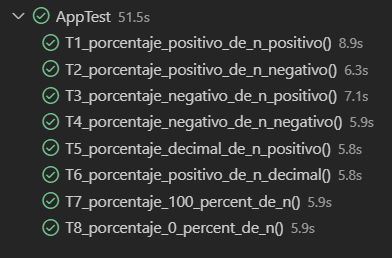 AppTest 51.5s
T1_porcentaje_positivo_de_n_positivo() 8.9s
T2_porcentaje_positivo_de_n_negativo() 6.3s
T3_porcentaje_negativo_de_n_positivo() 7.1s
T4_porcentaje_negativo_de_n_negativo() 5.9s
T5_porcentaje_decimal_de_n_positivo() 5.8s
T6_porcentaje_positivo_de_n_decimal() 5.8s
T7_porcentaje_100_percent_de_n() 5.9s
T8_porcentaje_0_percent_de_n() 5.9s